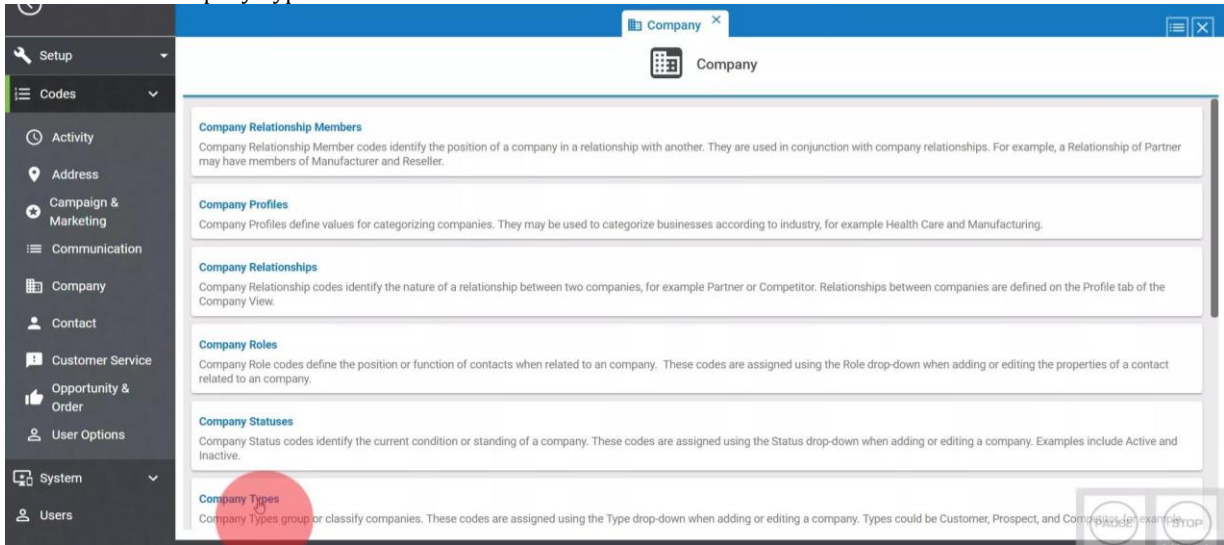 Company
Company
Setup
Codes
Activity
Address
Campaign &
Marketing
Communication
Company
Contact
Customer Service
Opportunity &
Order
User Options
System
Users
Company Relationship Members
Company Relationship Member codes identify the position of a company in a relationship with another. They are used in conjunction with company relationships. For example, a Relationship of Partner
may have members of Manufacturer and Reseller.
Company Profiles
Company Profiles define values for categorizing companies. They may be used to categorize businesses according to industry, for example Health Care and Manufacturing.
Company Relationships
Company Relationship codes identify the nature of a relationship between two companies, for example Partner or Competitor. Relationships between companies are defined on the Profile tab of the
Company View.
Company Roles
Company Role codes define the position or function of contacts when related to an company. These codes are assigned using the Role drop-down when adding or editing the properties of a contact
related to an company.
Company Statuses
Company Status codes identify the current condition or standing of a company. These codes are assigned using the Status drop-down when adding or editing a company. Examples include Active and
Inactive.
Company Types
Company Types group or classify companies. These codes are assigned using the Type drop-down when adding or editing a company. Types could be Customer, Prospect, and
PAUSE
STOP